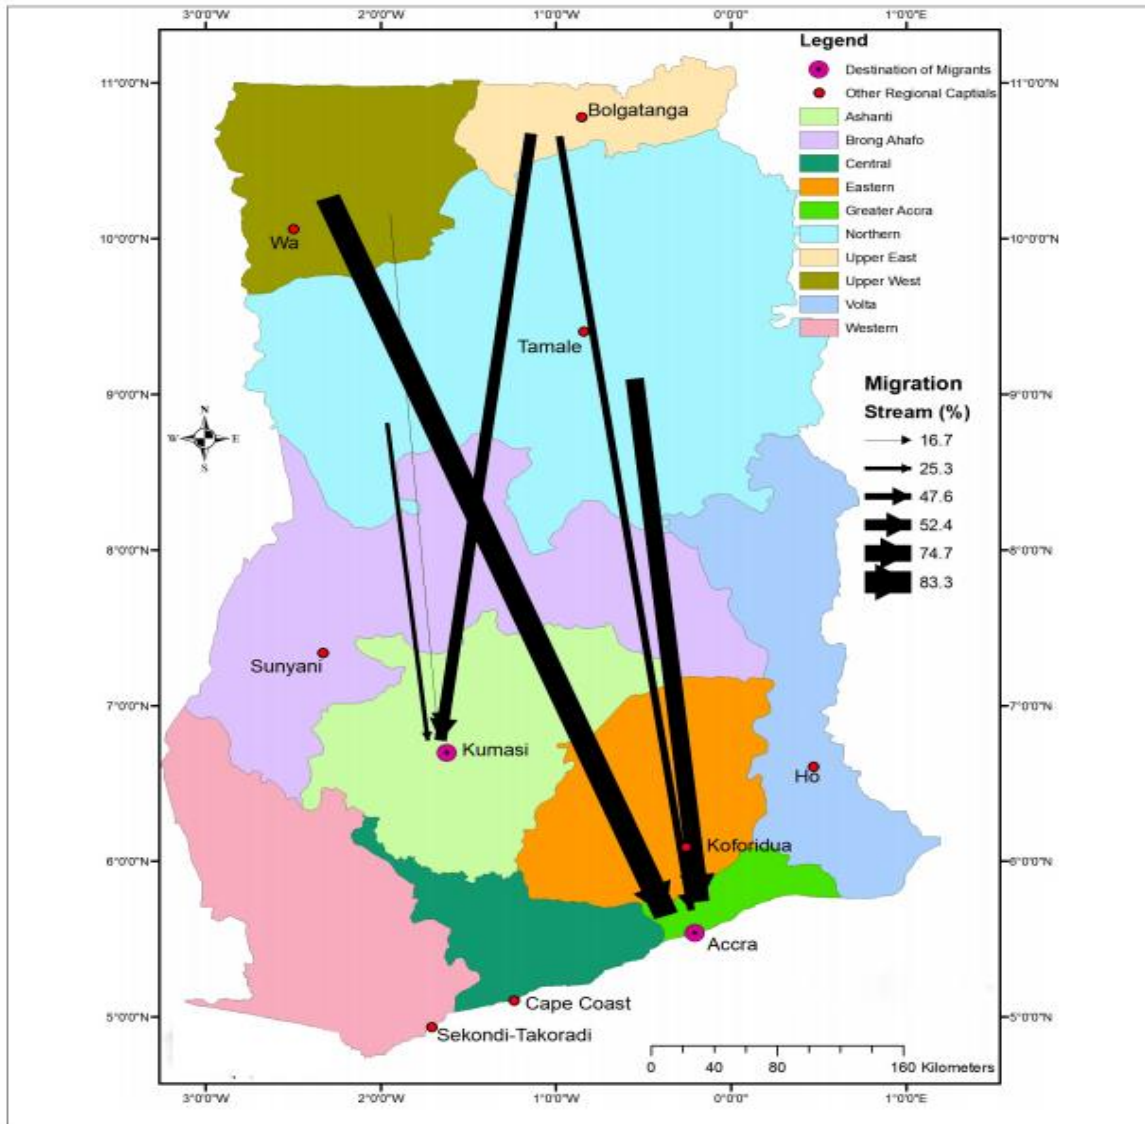 3°0'0"W 2°0'0"W 1°0'0"W 0°0'0" 1°0'0"E
Legend
Destination of Migrants
Other Regional Captials
Ashanti
Brong Ahafo
Central
Eastern
Greater Accra
Northern
Upper East
Upper West
Volta
Western
Migration
Stream (%)
16.7
25.3
47.6
52.4
74.7
83.3
11°0'0"N 11°0'0"N
Bolgatanga
10°0'0"N 10°0'0"N
Wa
Tamale
9°0'0"N 9°0'0"N
N
W E
S
8°0'0"N 8°0'0"N
Sunyani
7°0'0"N 7°0'0"N
Kumasi
Ho
Koforidua
6°0'0"N 6°0'0"N
Accra
Cape Coast
5°0'0"N 5°0'0"N
Sekondi-Takoradi
0 40 80 160 Kilometers
3°0'0"W 2°0'0"W 1°0'0"W 0°0'0" 1°0'0"E